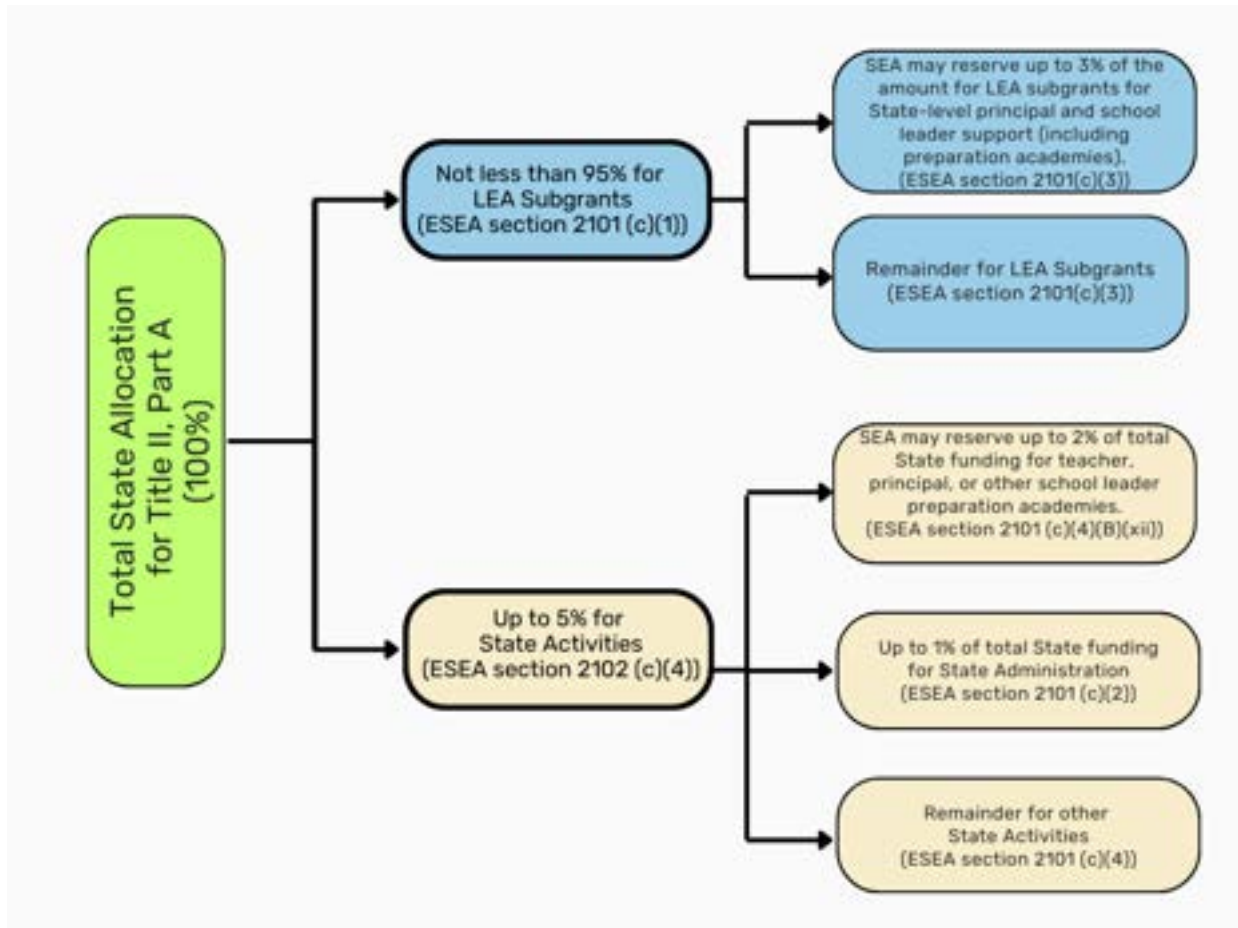 Total State Allocation
for Title II, Part A
(100%)
Not less than 95% for
LEA Subgrants
(ESEA section 2101 (c)(1))
SEA may reserve up to 3% of the
amount for LEA subgrants for
State-level principal and school
leader support (including
preparation academies).
(ESEA section 2101(c)(3))
Remainder for LEA Subgrants
(ESEA section 2101(c)(3))
Up to 5% for
State Activities
(ESEA section 2102 (c)(4))
SEA may reserve up to 2% of total
State funding for teacher,
principal, or other school leader
preparation academies.
(ESEA section 2101 (c)(4)(B)(xii))
Up to 1% of total State funding
for State Administration
(ESEA section 2101 (c)(2))
Remainder for other
State Activities
(ESEA section 2101 (c)(4))